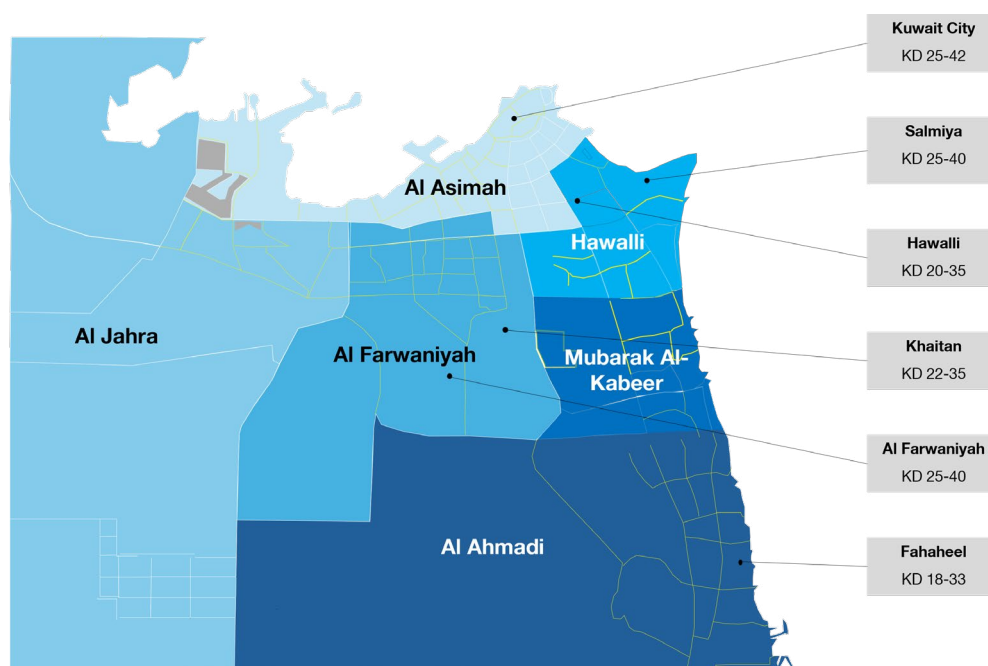 Kuwait City
KD 25-42
Salmiya
KD 25-40
Al Asimah
Hawalli
Hawalli
KD 20-35
Al Jahra
Al Farwaniyah
Mubarak Al-
Kabeer
Khaitan
KD 22-35
Al Farwaniyah
KD 25-40
Al Ahmadi
Fahaheel
KD 18-33